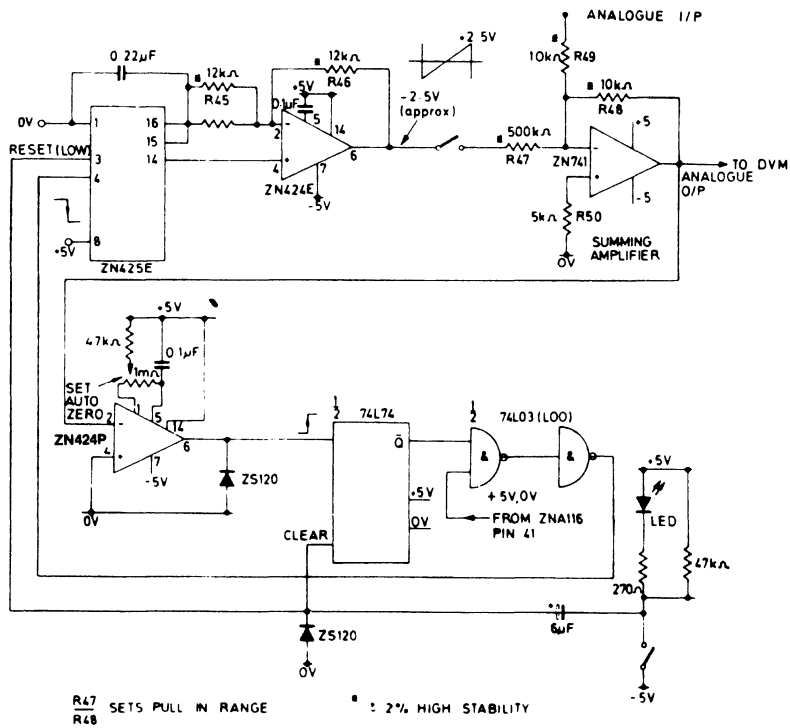 ANALOGUE I/P
+2·5V
0·22µF
12kΩ
R45
12kΩ
R46
10kΩ
R49
10kΩ
R48
+5V
0·1µF
-2·5V
(approx)
0V
1
16
15
14
RESET(LOW)
3
4
8
+5V
ZN425E
2
5
14
4
7
6
ZN424E
-5V
500kΩ
R47
ZN741
+5
-5
TO DVM
ANALOGUE
O/P
5kΩ
R50
0V
SUMMING
AMPLIFIER
+5V
47kΩ
0·1µF
1mΩ
SET
AUTO
ZERO
1
5
14
2
4
7
6
ZN424P
-5V
0V
ZS120
½
74L74
Q̄
+5V
0V
CLEAR
½
74L03(L00)
&
&
+5V,0V
FROM ZNA116
PIN 41
+5V
LED
270Ω
47kΩ
6µF
-5V
ZS120
0V
R47
R48
SETS PULL IN RANGE
± 2% HIGH STABILITY